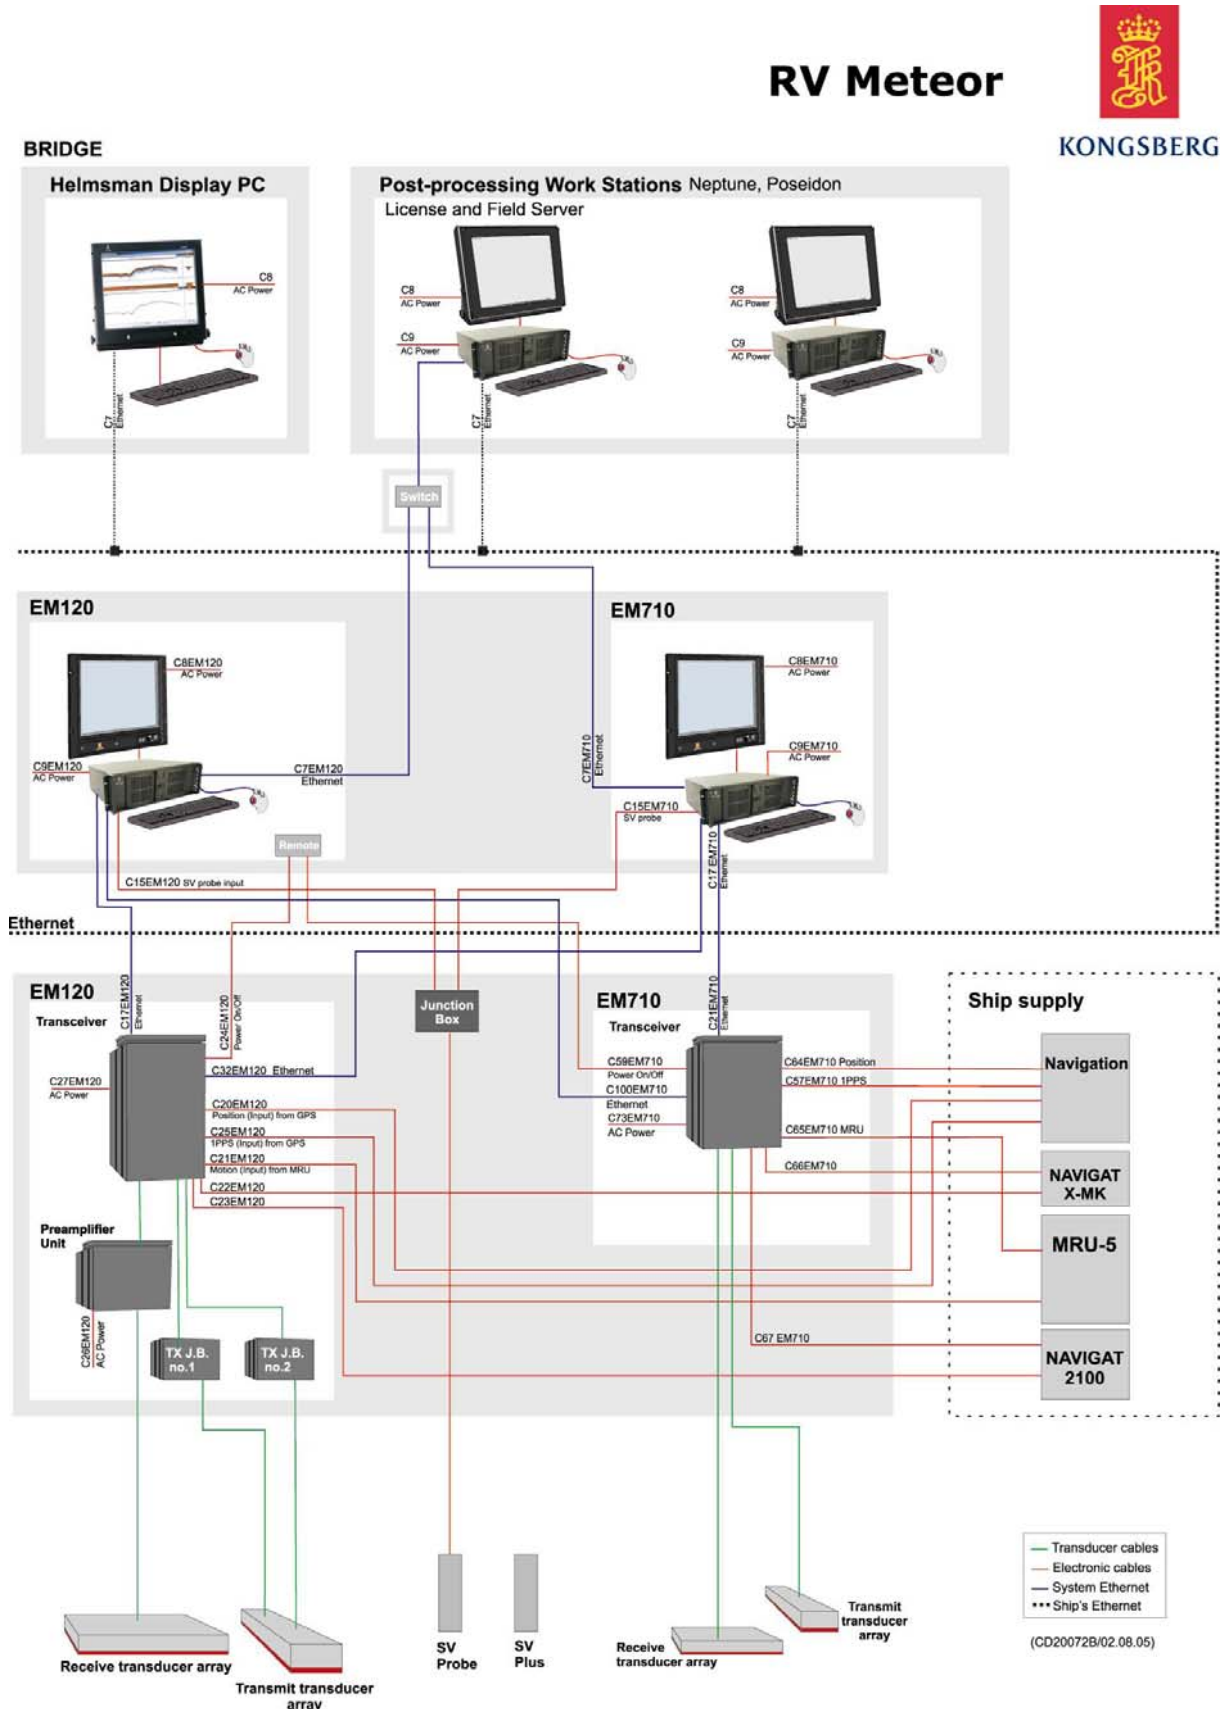 RV Meteor
KONGSBERG
BRIDGE
Helmsman Display PC
C8
AC Power
C7
Ethernet
Post-processing Work Stations Neptune, Poseidon
License and Field Server
C8
AC Power
C9
AC Power
C7
Ethernet
C8
AC Power
C9
AC Power
C7
Ethernet
Switch
EM120
C8EM120
AC Power
C9EM120
AC Power
C7EM120
Ethernet
Remote
C15EM120 SV probe input
EM710
C8EM710
AC Power
C9EM710
AC Power
C7EM710
Ethernet
C15EM710
SV probe
C17EM710
Ethernet
Ethernet
EM120
Transceiver
C17EM120
Ethernet
C24EM120
Power On/Off
C27EM120
AC Power
C32EM120 Ethernet
C20EM120
Position (Input) from GPS
C25EM120
1PPS (Input) from GPS
C21EM120
Motion (Input) from MRU
C22EM120
C23EM120
Preamplifier
Unit
C26EM120
AC Power
TX J.B.
no.1
TX J.B.
no.2
Junction
Box
EM710
Transceiver
C21EM710
Ethernet
C59EM710
Power On/Off
C100EM710
Ethernet
C73EM710
AC Power
C64EM710 Position
C57EM710 1PPS
C65EM710 MRU
C66EM710
C67 EM710
Ship supply
Navigation
NAVIGAT
X-MK
MRU-5
NAVIGAT
2100
Receive transducer array
Transmit transducer
array
SV
Probe
SV
Plus
Receive
transducer array
Transmit
transducer
array
Transducer cables
Electronic cables
System Ethernet
Ship's Ethernet
(CD20072B/02.08.05)